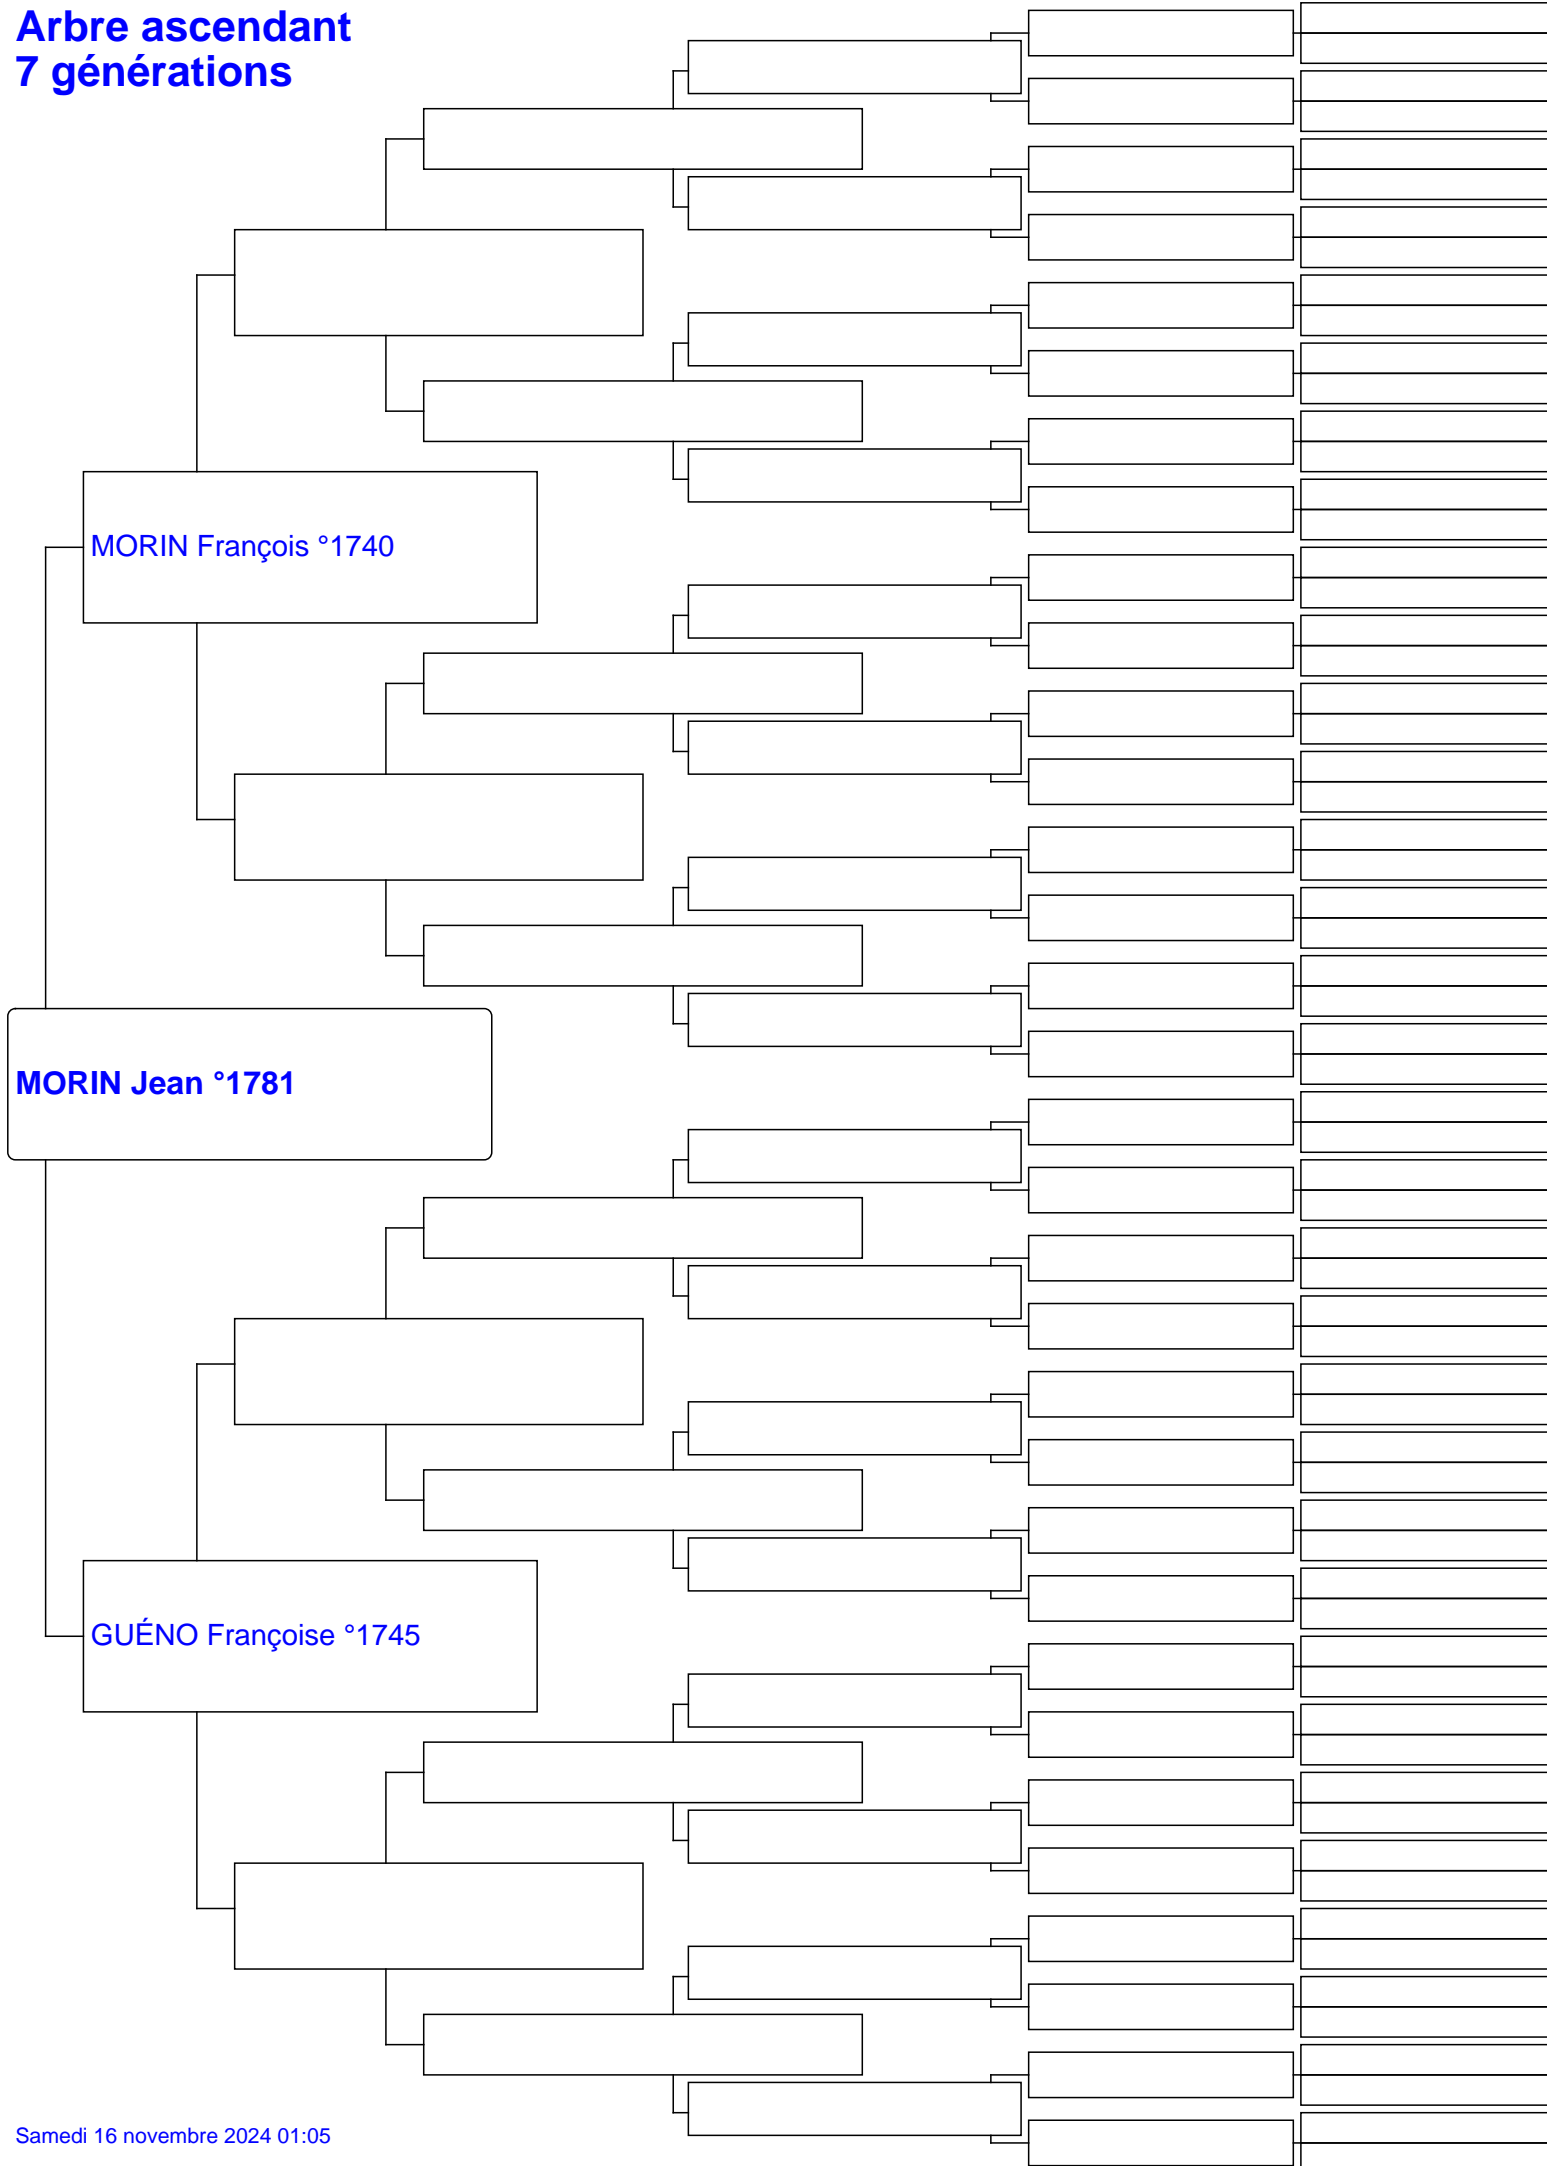 Arbre ascendant
7 générations
MORIN François °1740
MORIN Jean °1781
GUÉNO Françoise °1745
Samedi 16 novembre 2024 01:05